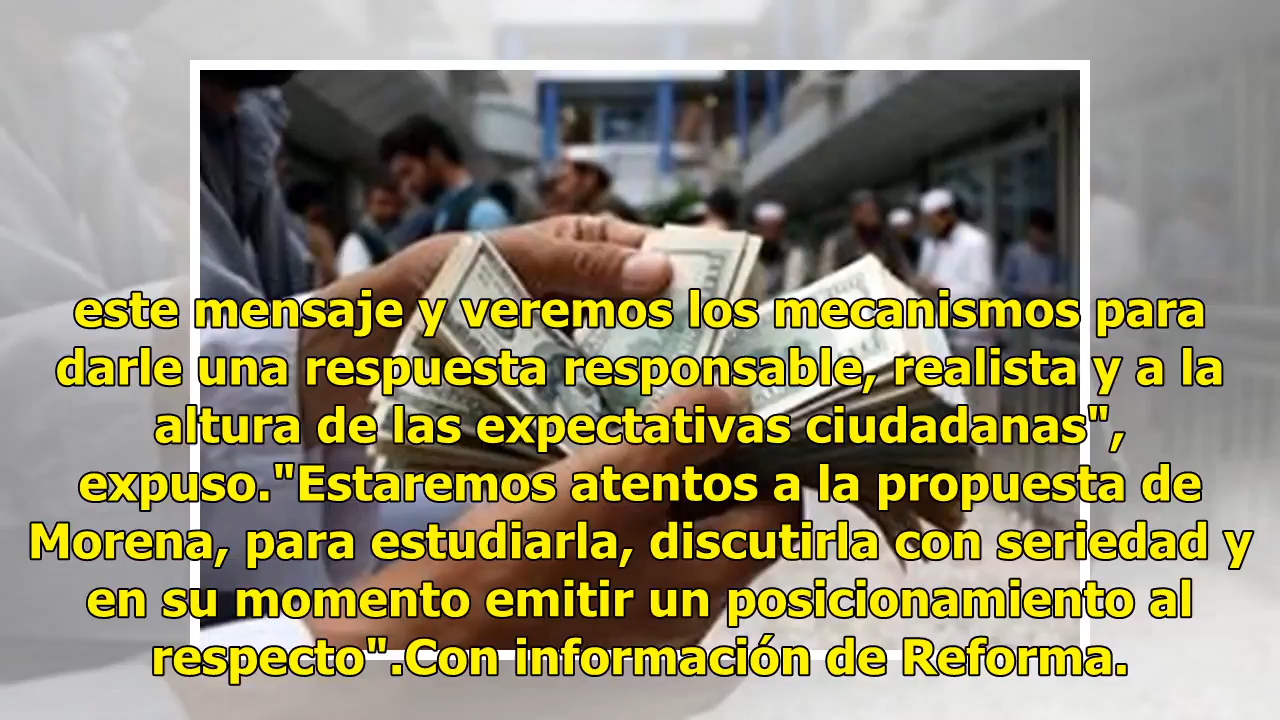 este mensaje y veremos los mecanismos para
darle una respuesta responsable, realista y a la
altura de las expectativas ciudadanas",
expuso."Estaremos atentos a la propuesta de
Morena, para estudiarla, discutirla con seriedad y
en su momento emitir un posicionamiento al
respecto".Con información de Reforma.